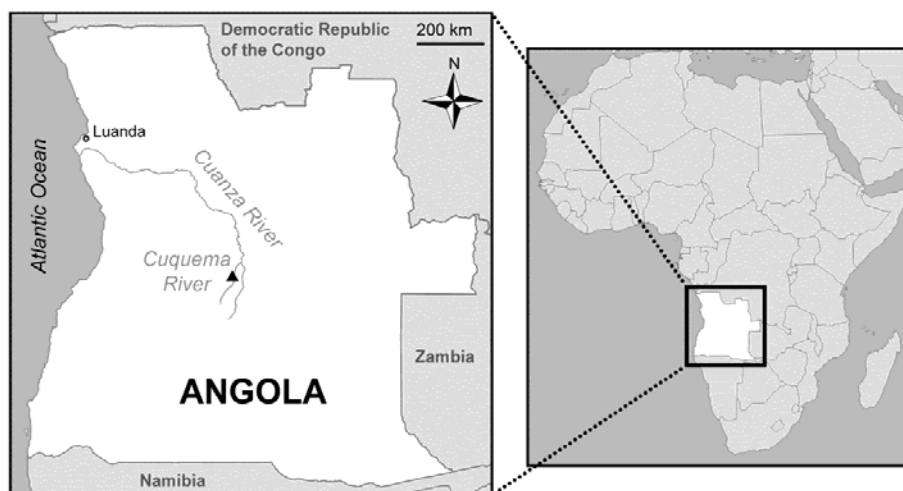 Democratic Republic
of the Congo
200 km
N
Luanda
Atlantic Ocean
Cuanza River
Cuquema
River
Zambia
ANGOLA
Namibia